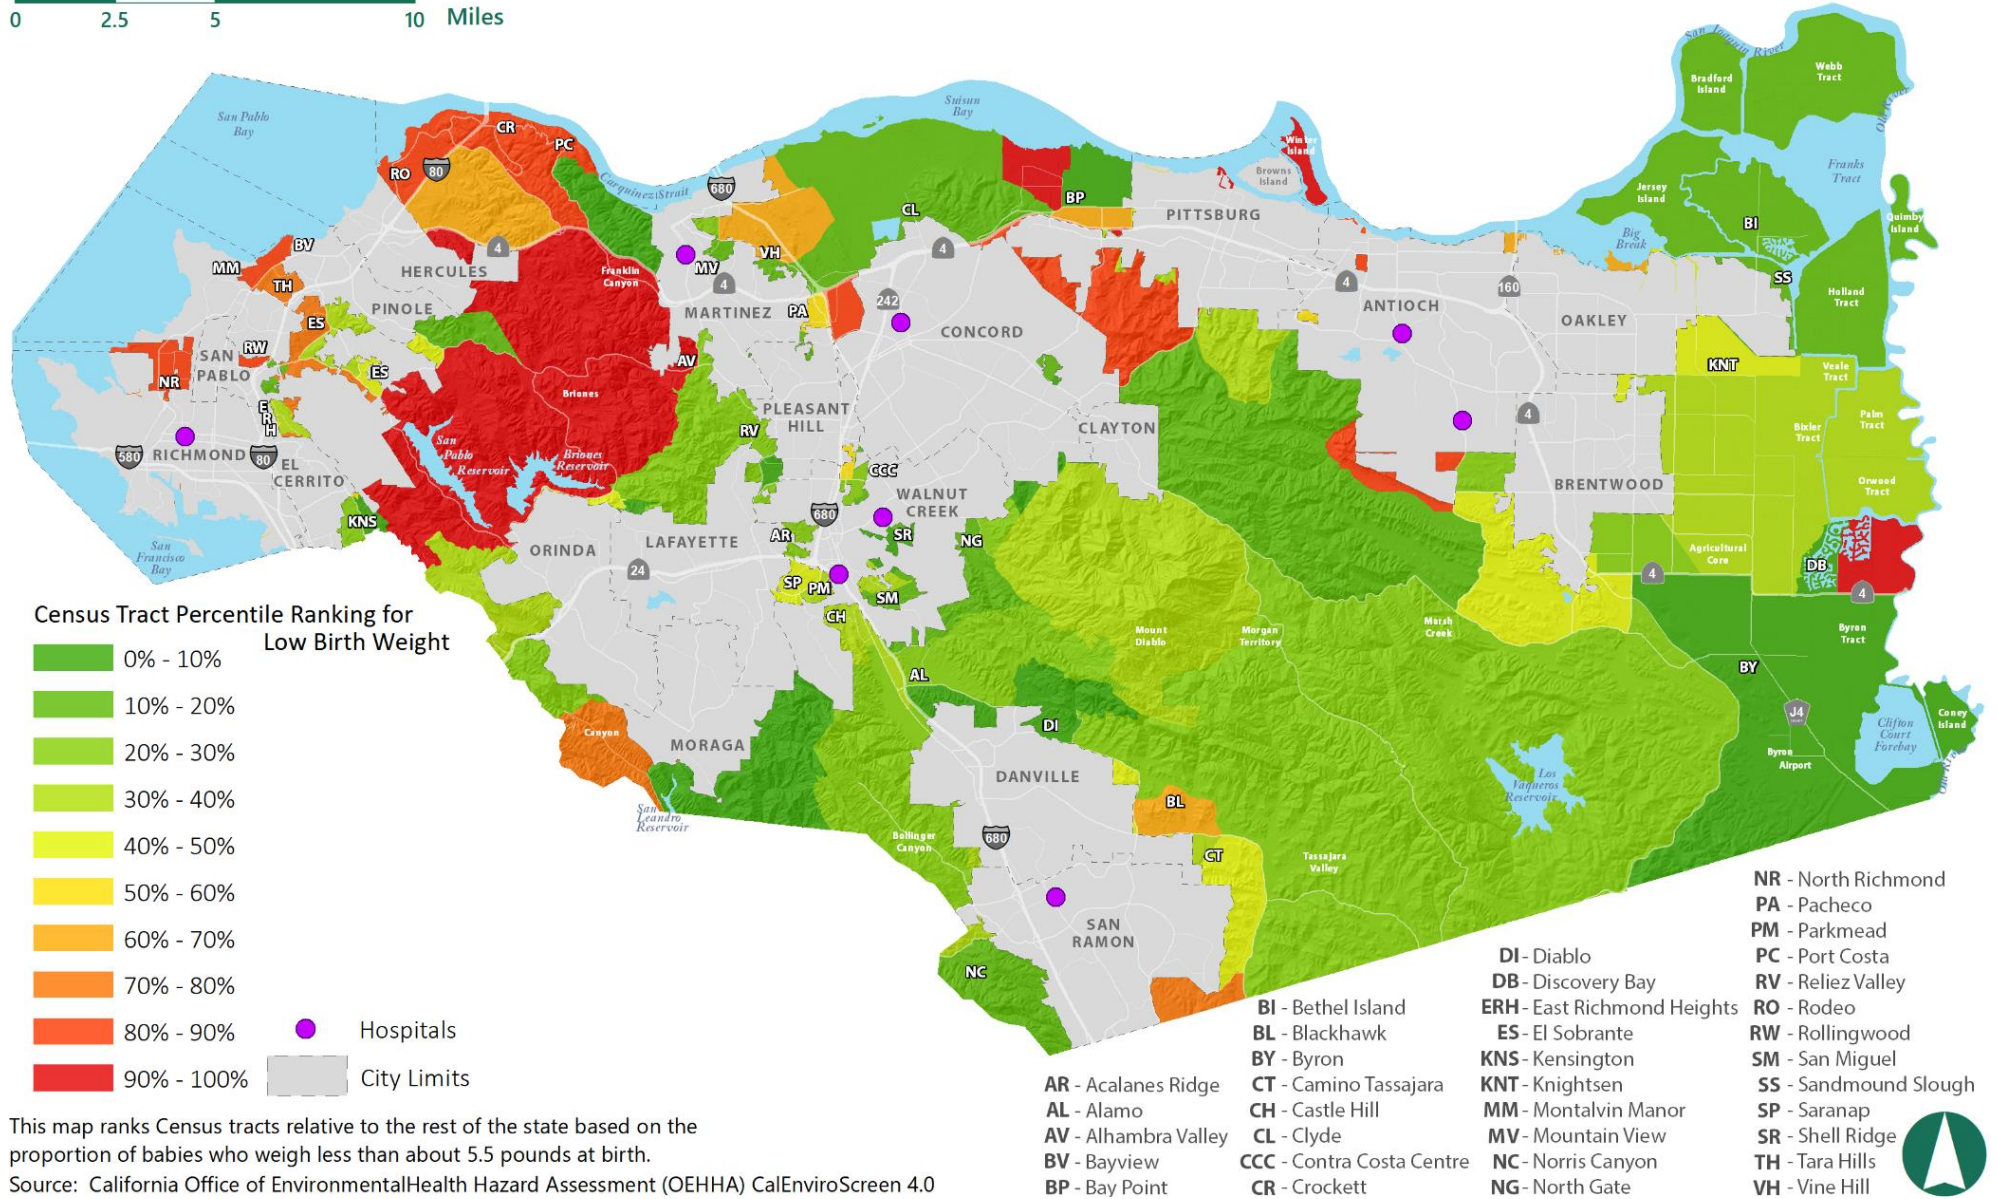 0 2.5 5 10 Miles
San Joaquin River
Webb Tract
Bradford Island
Old River
San Pablo Bay
Suisun Bay
CR
PC
RO
80
Carquinez Strait
680
Winter Island
Browns Island
Franks Tract
Jersey Island
BI
Quimby Island
Big Break
BP
PITTSBURG
CL
BV
MM
TH
4
HERCULES
Franklin Canyon
MV
VH
4
4
SS
Holland Tract
4
160
ANTIOCH
OAKLEY
PINOLE
ES
MARTINEZ
PA
242
CONCORD
SAN PABLO
RW
NR
ES
AV
KNT
Veale Tract
Briones
PLEASANT HILL
CLAYTON
4
Palm Tract
Bixler Tract
E R H
RV
580
RICHMOND
80
EL CERRITO
San Pablo Reservoir
Briones Reservoir
CCC
WALNUT CREEK
BRENTWOOD
Orwood Tract
KNS
680
AR
SR
NG
San Francisco Bay
ORINDA
LAFAYETTE
24
SP
PM
SM
Agricultural Core
4
DB
4
CH
Mount Diablo
Morgan Territory
Marsh Creek
Byron Tract
BY
AL
DI
J4
Clifton Court Forebay
Coney Island
Old River
Canyon
MORAGA
Byron Airport
DANVILLE
Los Vaqueros Reservoir
San Leandro Reservoir
BL
680
Bollinger Canyon
CT
Tassajara Valley
SAN RAMON
NC
Census Tract Percentile Ranking for
Low Birth Weight
0% - 10%
10% - 20%
20% - 30%
30% - 40%
40% - 50%
50% - 60%
60% - 70%
70% - 80%
80% - 90%
90% - 100%
Hospitals
City Limits
This map ranks Census tracts relative to the rest of the state based on the
proportion of babies who weigh less than about 5.5 pounds at birth.
Source: California Office of EnvironmentalHealth Hazard Assessment (OEHHA) CalEnviroScreen 4.0
AR - Acalanes Ridge
AL - Alamo
AV - Alhambra Valley
BV - Bayview
BP - Bay Point
BI - Bethel Island
BL - Blackhawk
BY - Byron
CT - Camino Tassajara
CH - Castle Hill
CL - Clyde
CCC - Contra Costa Centre
CR - Crockett
DI - Diablo
DB - Discovery Bay
ERH - East Richmond Heights
ES - El Sobrante
KNS - Kensington
KNT - Knightsen
MM - Montalvin Manor
MV - Mountain View
NC - Norris Canyon
NG - North Gate
NR - North Richmond
PA - Pacheco
PM - Parkmead
PC - Port Costa
RV - Reliez Valley
RO - Rodeo
RW - Rollingwood
SM - San Miguel
SS - Sandmound Slough
SP - Saranap
SR - Shell Ridge
TH - Tara Hills
VH - Vine Hill